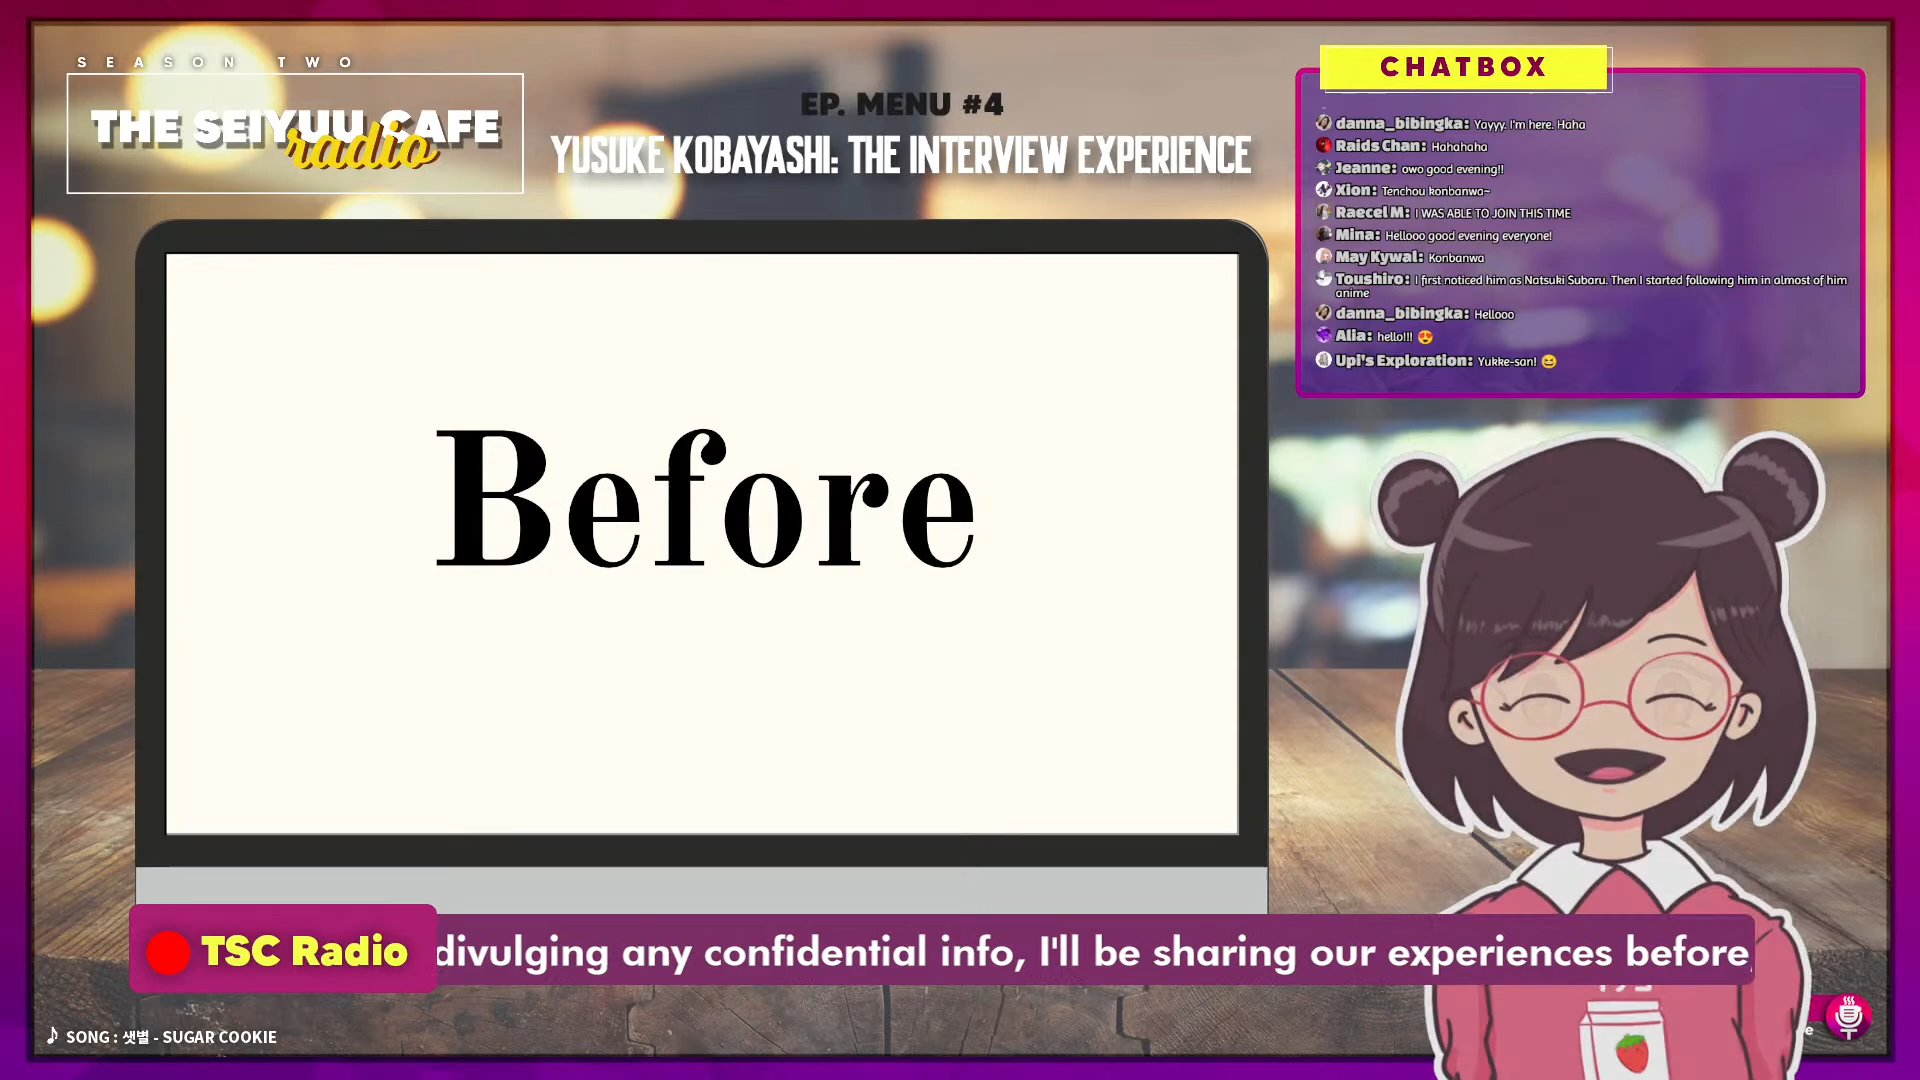 SEASON TWO
THE SEIYUU CAFE
radio
EP. MENU #4
YUSUKE KOBAYASHI: THE INTERVIEW EXPERIENCE
CHATBOX
danna_bibingka: Yayyy. I'm here. Haha
Raids Chan: Hahahaha
Jeanne: owo good evening!!
Xion: Tenchou konbanwa~
Raecel M: I WAS ABLE TO JOIN THIS TIME
Mina: Hellooo good evening everyone!
May Kywal: Konbanwa
Toushiro: I first noticed him as Natsuki Subaru. Then I started following him in almost of him
anime
danna_bibingka: Hellooo
Alia: hello!!! 😍
Upi's Exploration: Yukke-san! 😆
Before
TSC Radio
divulging any confidential info, I'll be sharing our experiences before
♪ SONG : 샛별 - SUGAR COOKIE